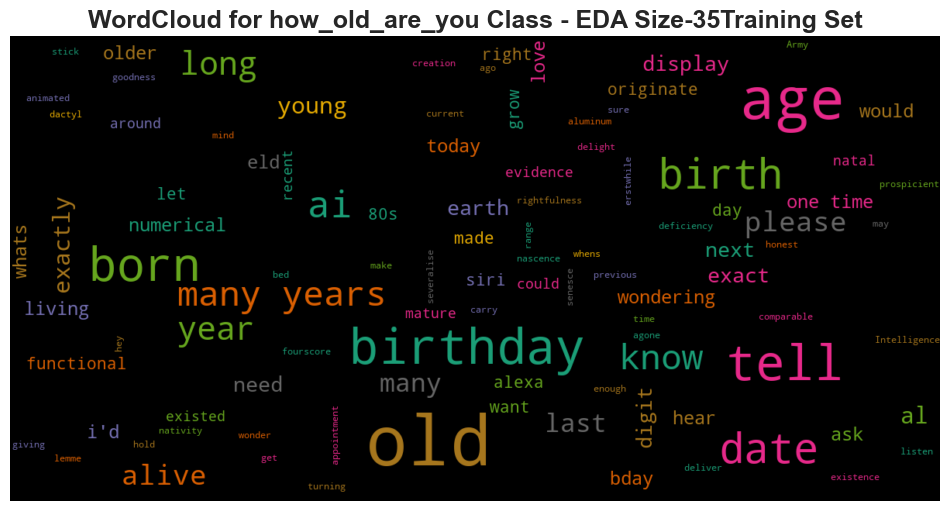 WordCloud for how_old_are_you Class - EDA Size-35Training Set
stick
older
long
goodness
animated
dactyl
around
mind
young
creation
right
ago
love
Army
display
originate
age
would
grow
current
sure
aluminum
today
delight
eld
recent
evidence
erstwhile
birth
natal
prospicient
let
numerical
exactly
whats
ai
80s
earth
rightfulness
day
one time
please
may
deficiency
made
range
whens
next
honest
nascence
born
bed
make
severalise
siri
could
senesce
previous
exact
many years
living
year
mature
carry
wondering
time
comparable
agone
functional
hey
fourscore
birthday
know
tell
Intelligence
need
many
alexa
enough
want
existed
nativity
i'd
giving
hold
wonder
lemme
get
appointment
alive
turning
old
last
digit
hear
date
al
ask
listen
bday
deliver
existence